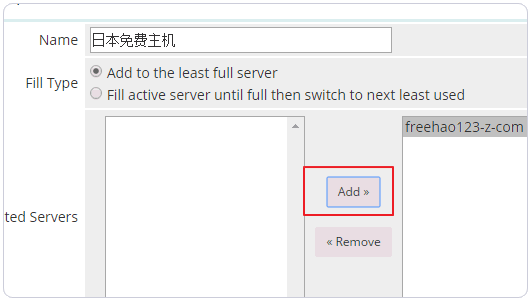 Name
日本免费主机
Fill Type
Add to the least full server
Fill active server until full then switch to next least used
freehao123-z-com
Add »
ted Servers
« Remove